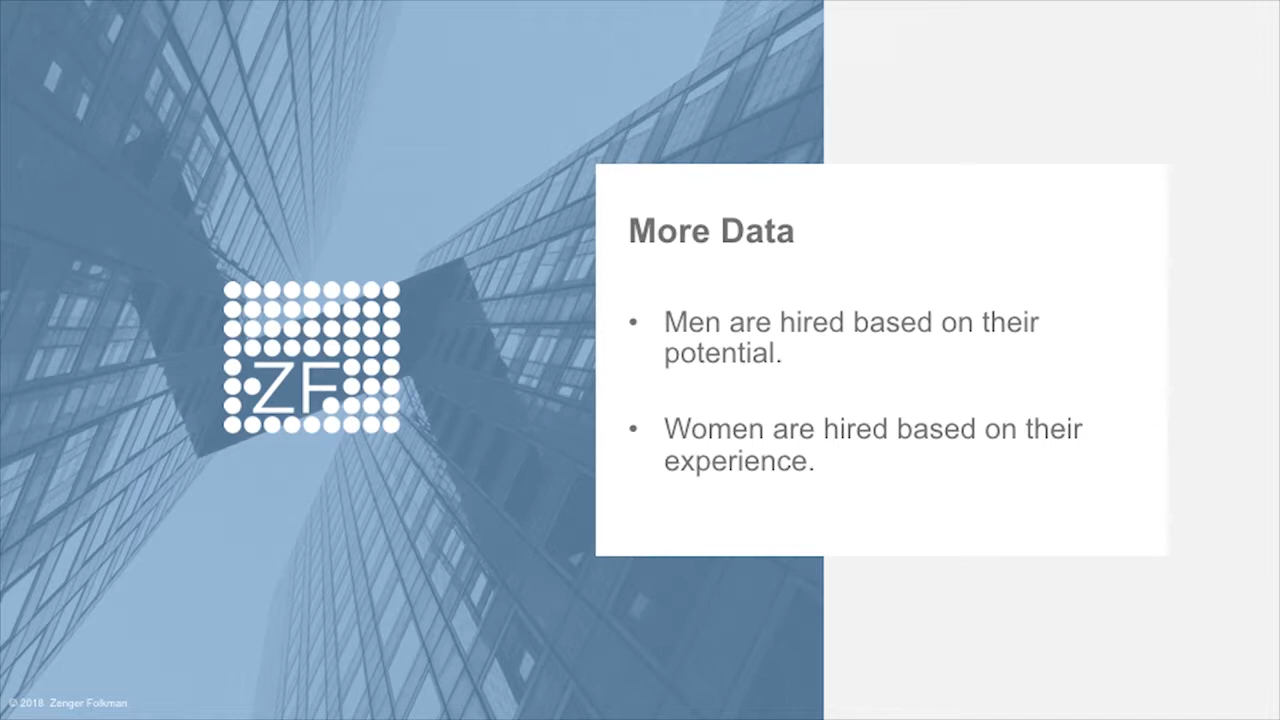 More Data
• Men are hired based on their
potential.
• Women are hired based on their
experience.
ZF
© 2018 Zenger Folkman